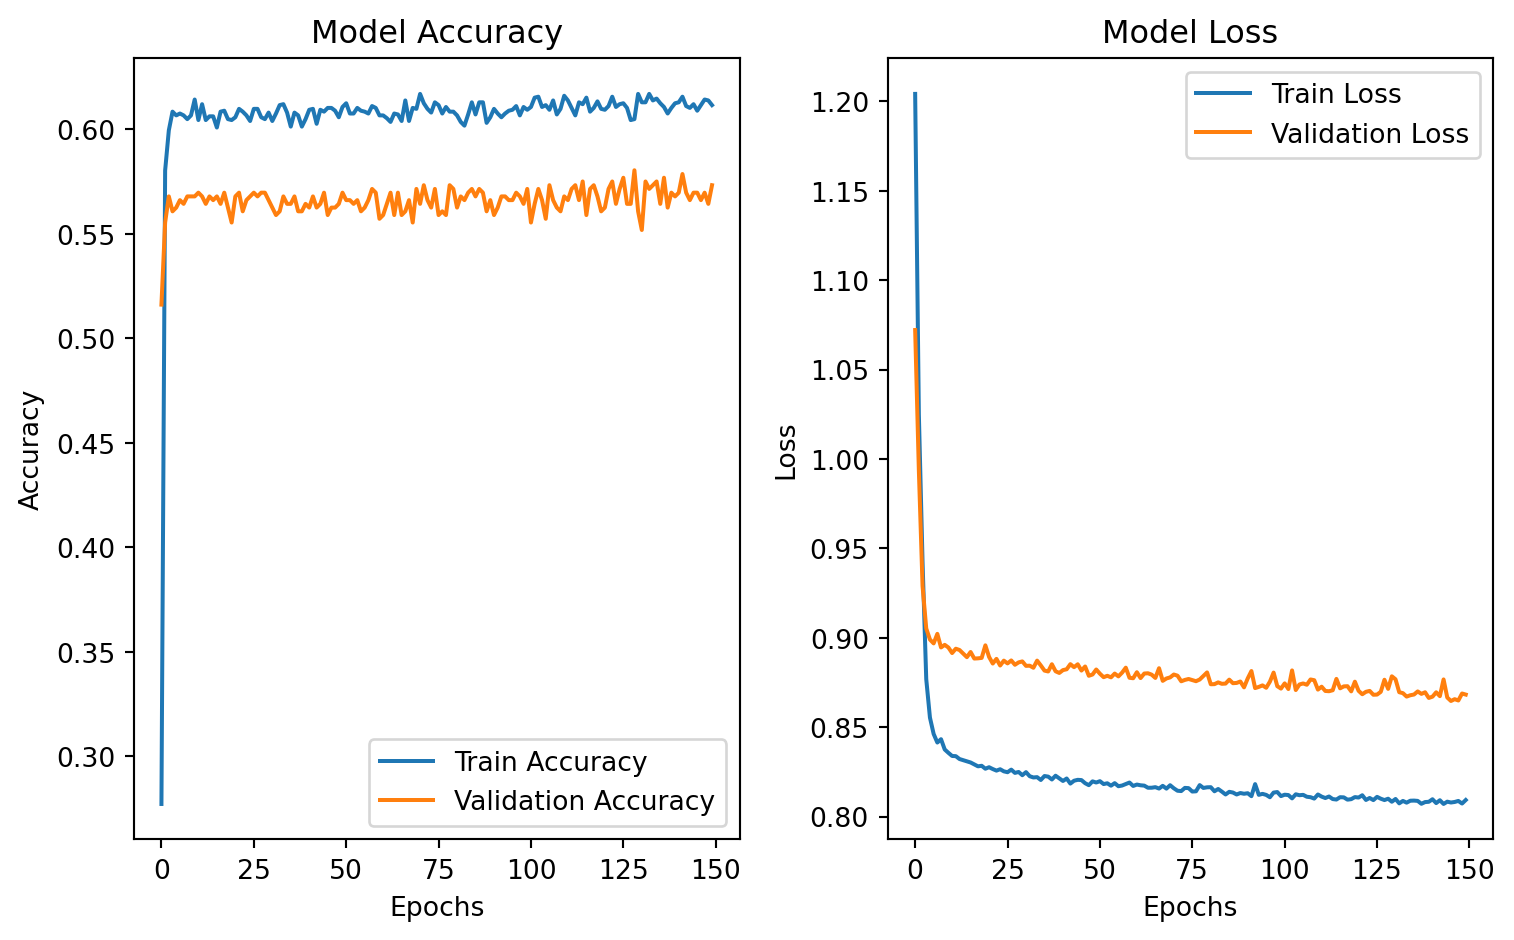 Model Accuracy
0.60
0.55
0.50
0.45
0.40
0.35
0.30
Accuracy
Train Accuracy
Validation Accuracy
0 25 50 75 100 125 150
Epochs
Model Loss
1.20
1.15
1.10
1.05
1.00
0.95
0.90
0.85
0.80
Loss
Train Loss
Validation Loss
0 25 50 75 100 125 150
Epochs